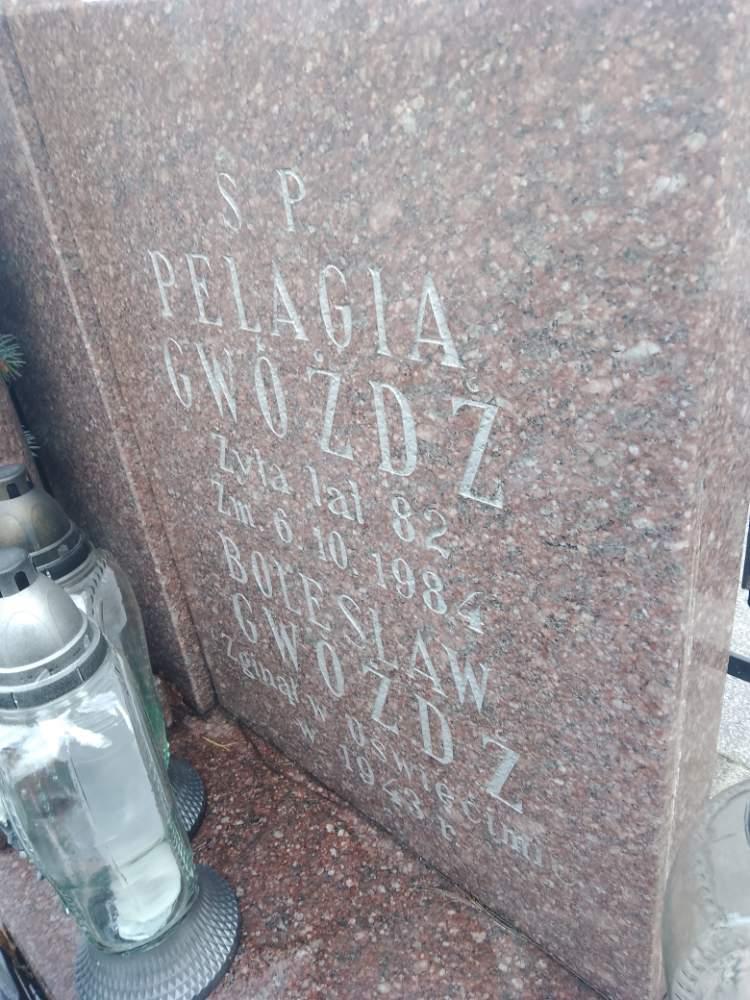 Ś. P.
PELAGIA
GWÓŹDŹ
Żyła lat 82
Zm. 6.10.1984
BOLESŁAW
GWÓŹDŹ
Zginął w Oświęcimiu
w 1943 r.